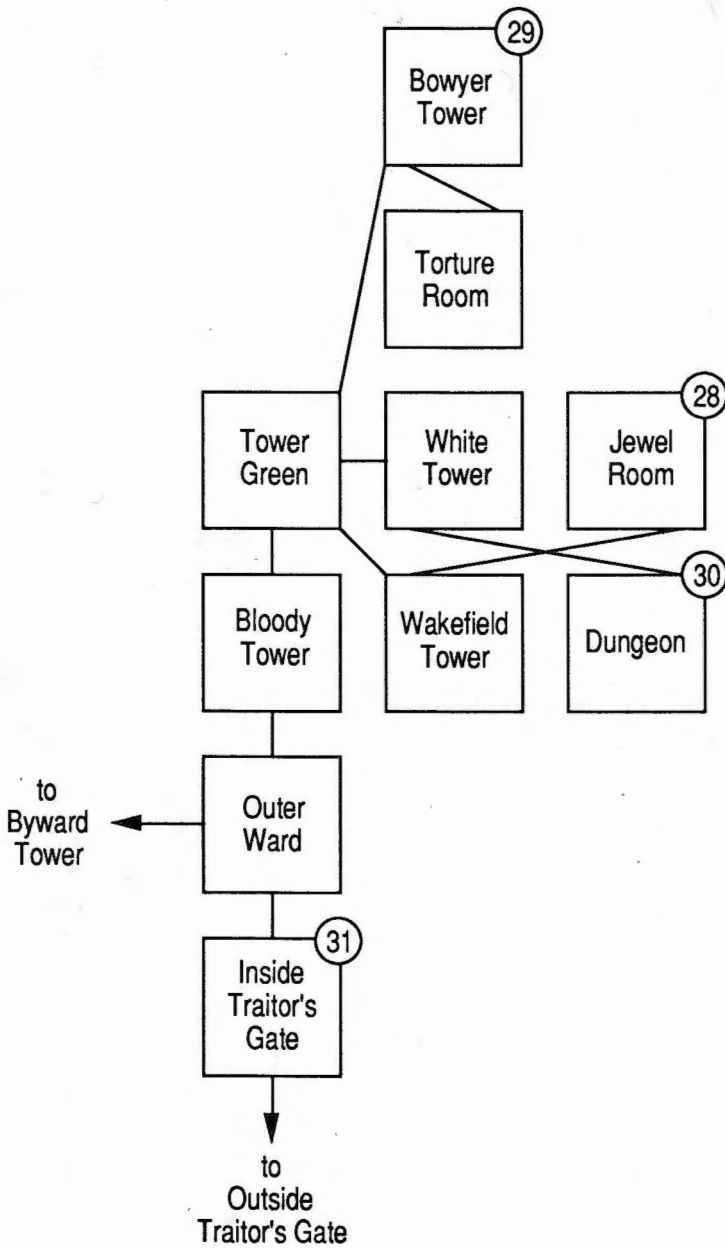 29
Bowyer
Tower
Torture
Room
Tower
Green
White
Tower
28
Jewel
Room
Bloody
Tower
Wakefield
Tower
30
Dungeon
to
Byward
Tower
Outer
Ward
31
Inside
Traitor's
Gate
to
Outside
Traitor's Gate